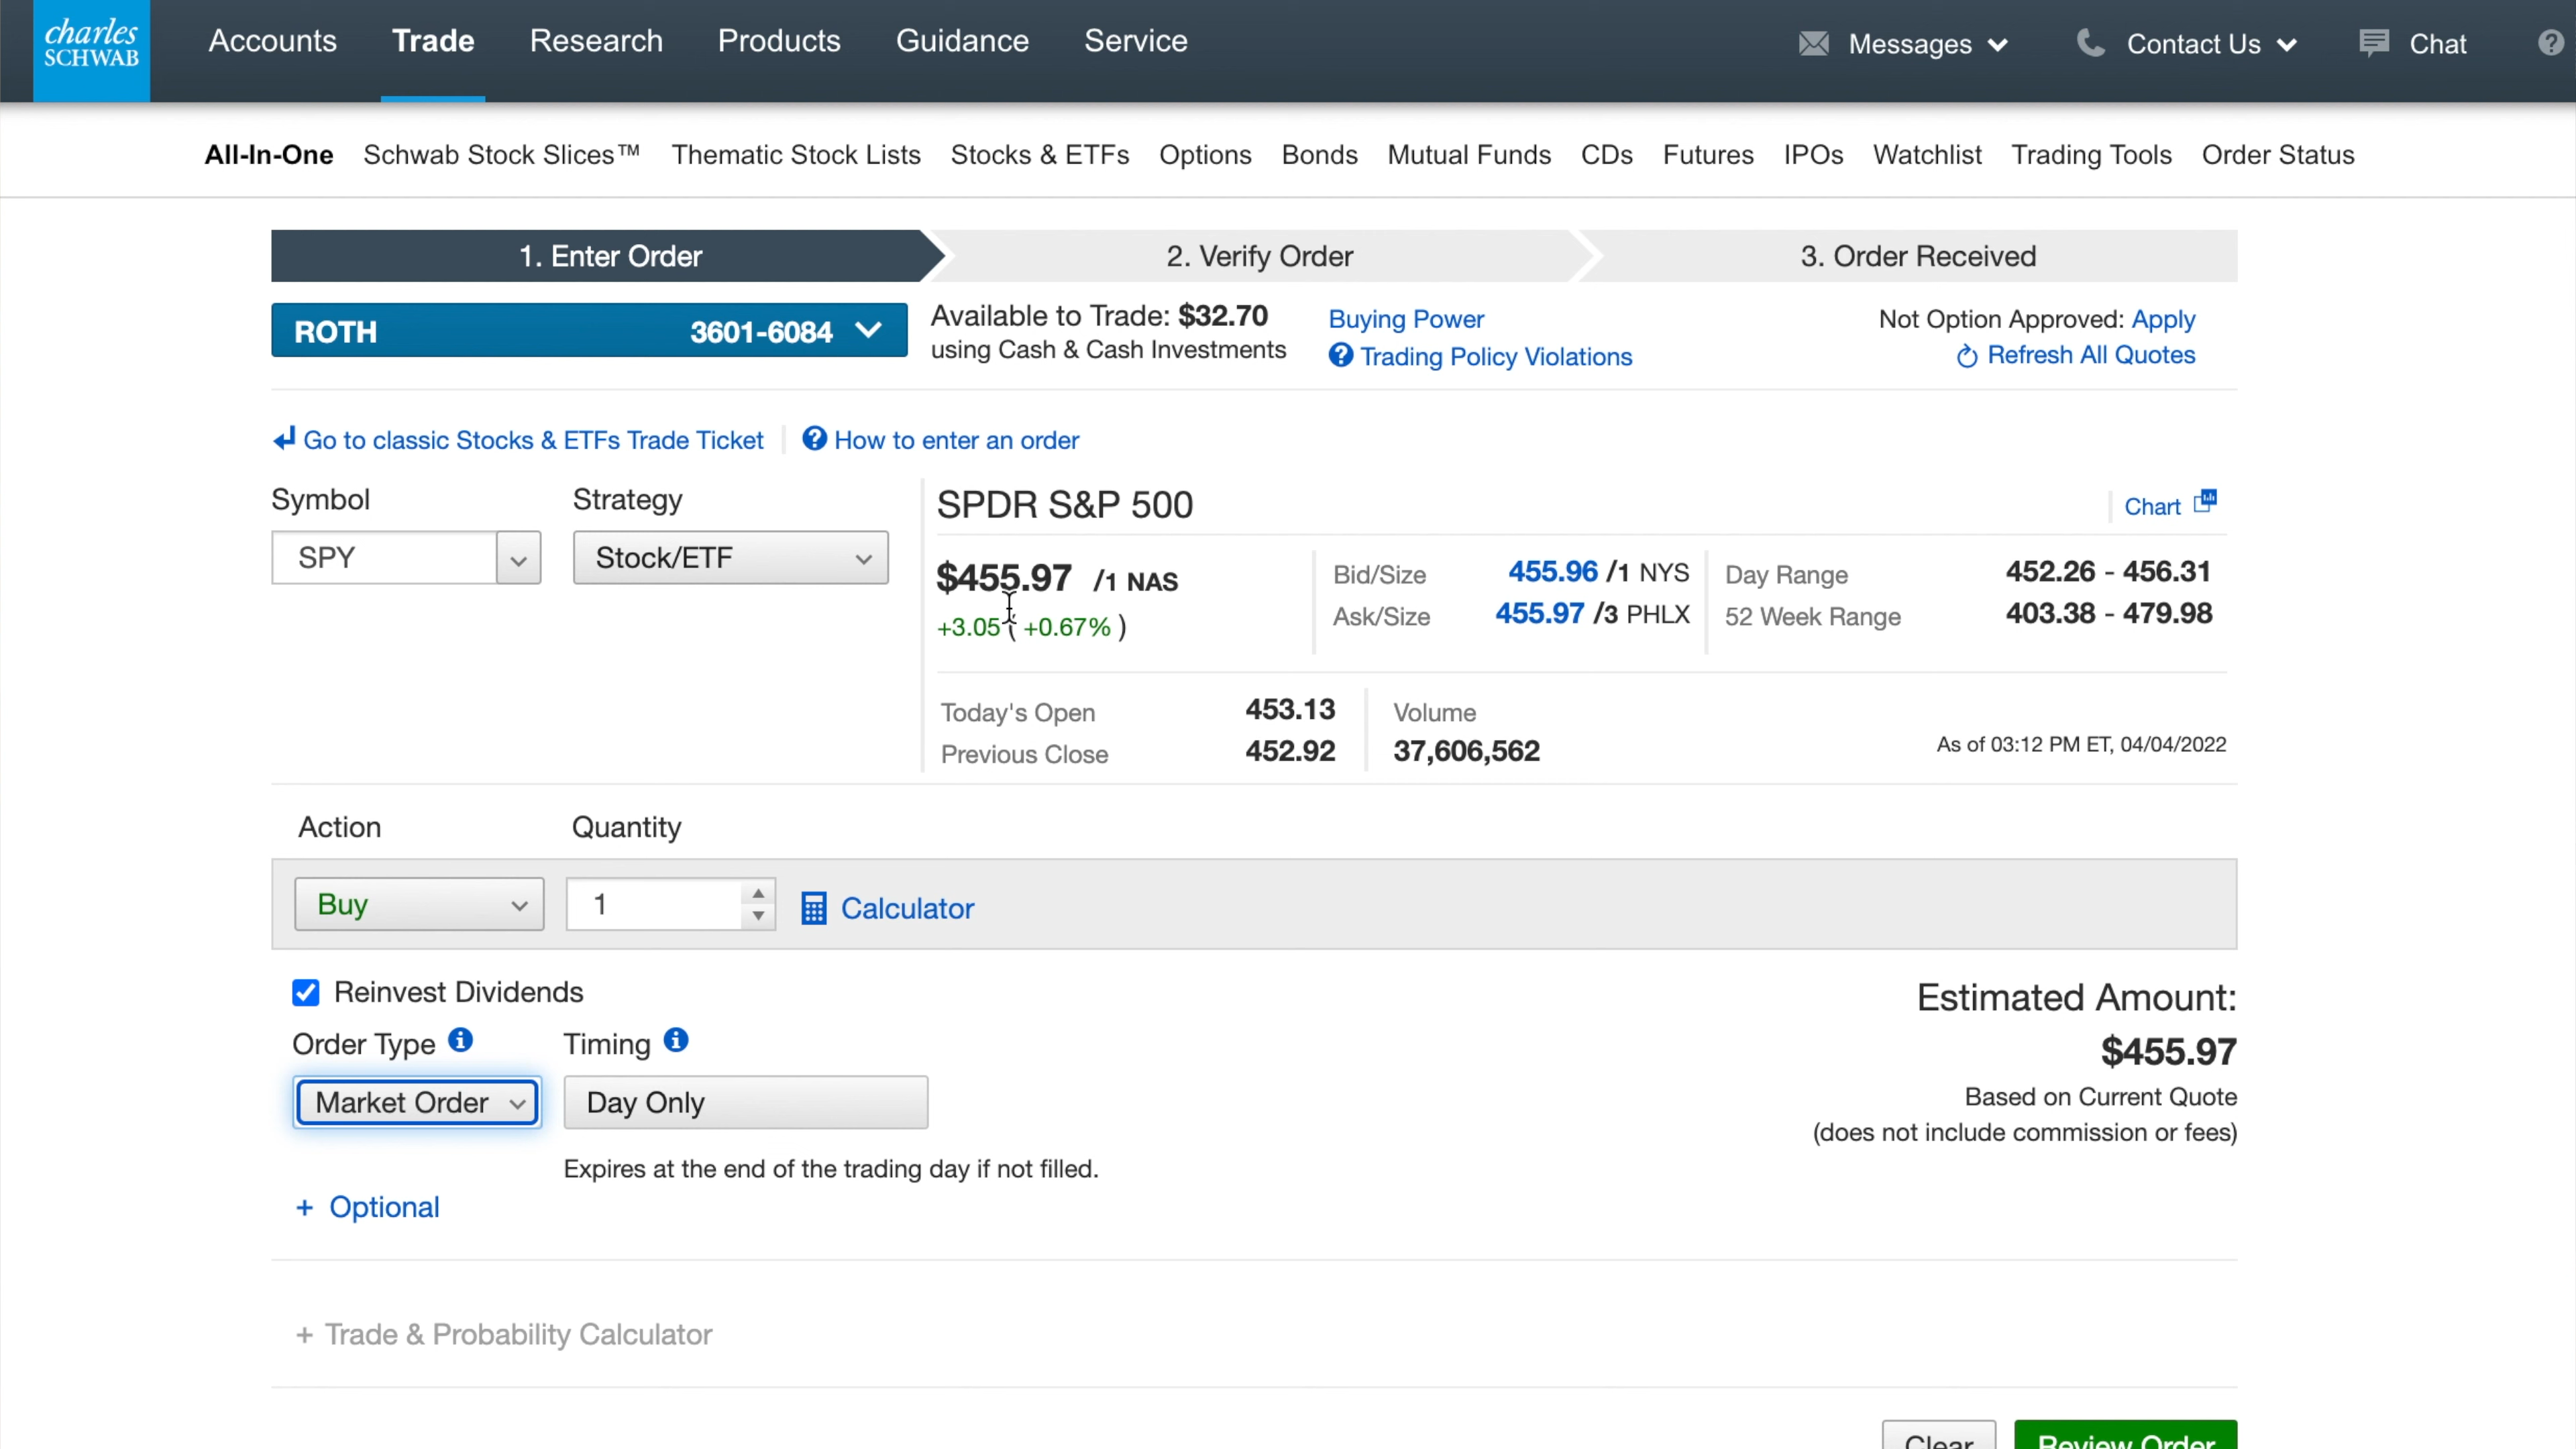 charles
SCHWAB
Accounts Trade Research Products Guidance Service Messages Contact Us Chat
All-In-One Schwab Stock Slices™ Thematic Stock Lists Stocks & ETFs Options Bonds Mutual Funds CDs Futures IPOs Watchlist Trading Tools Order Status
1. Enter Order 2. Verify Order 3. Order Received
ROTH 3601-6084 Available to Trade: $32.70 Buying Power Not Option Approved: Apply
using Cash & Cash Investments Trading Policy Violations Refresh All Quotes
Go to classic Stocks & ETFs Trade Ticket How to enter an order
Symbol Strategy SPDR S&P 500 Chart
SPY Stock/ETF $455.97 /1 NAS Bid/Size 455.96 /1 NYS Day Range 452.26 - 456.31
+3.05 ( +0.67% ) Ask/Size 455.97 /3 PHLX 52 Week Range 403.38 - 479.98
Today's Open 453.13 Volume
Previous Close 452.92 37,606,562 As of 03:12 PM ET, 04/04/2022
Action Quantity
Buy 1 Calculator
Reinvest Dividends Estimated Amount:
Order Type Timing $455.97
Market Order Day Only Based on Current Quote
(does not include commission or fees)
Expires at the end of the trading day if not filled.
+ Optional
+ Trade & Probability Calculator
Clear Review Order